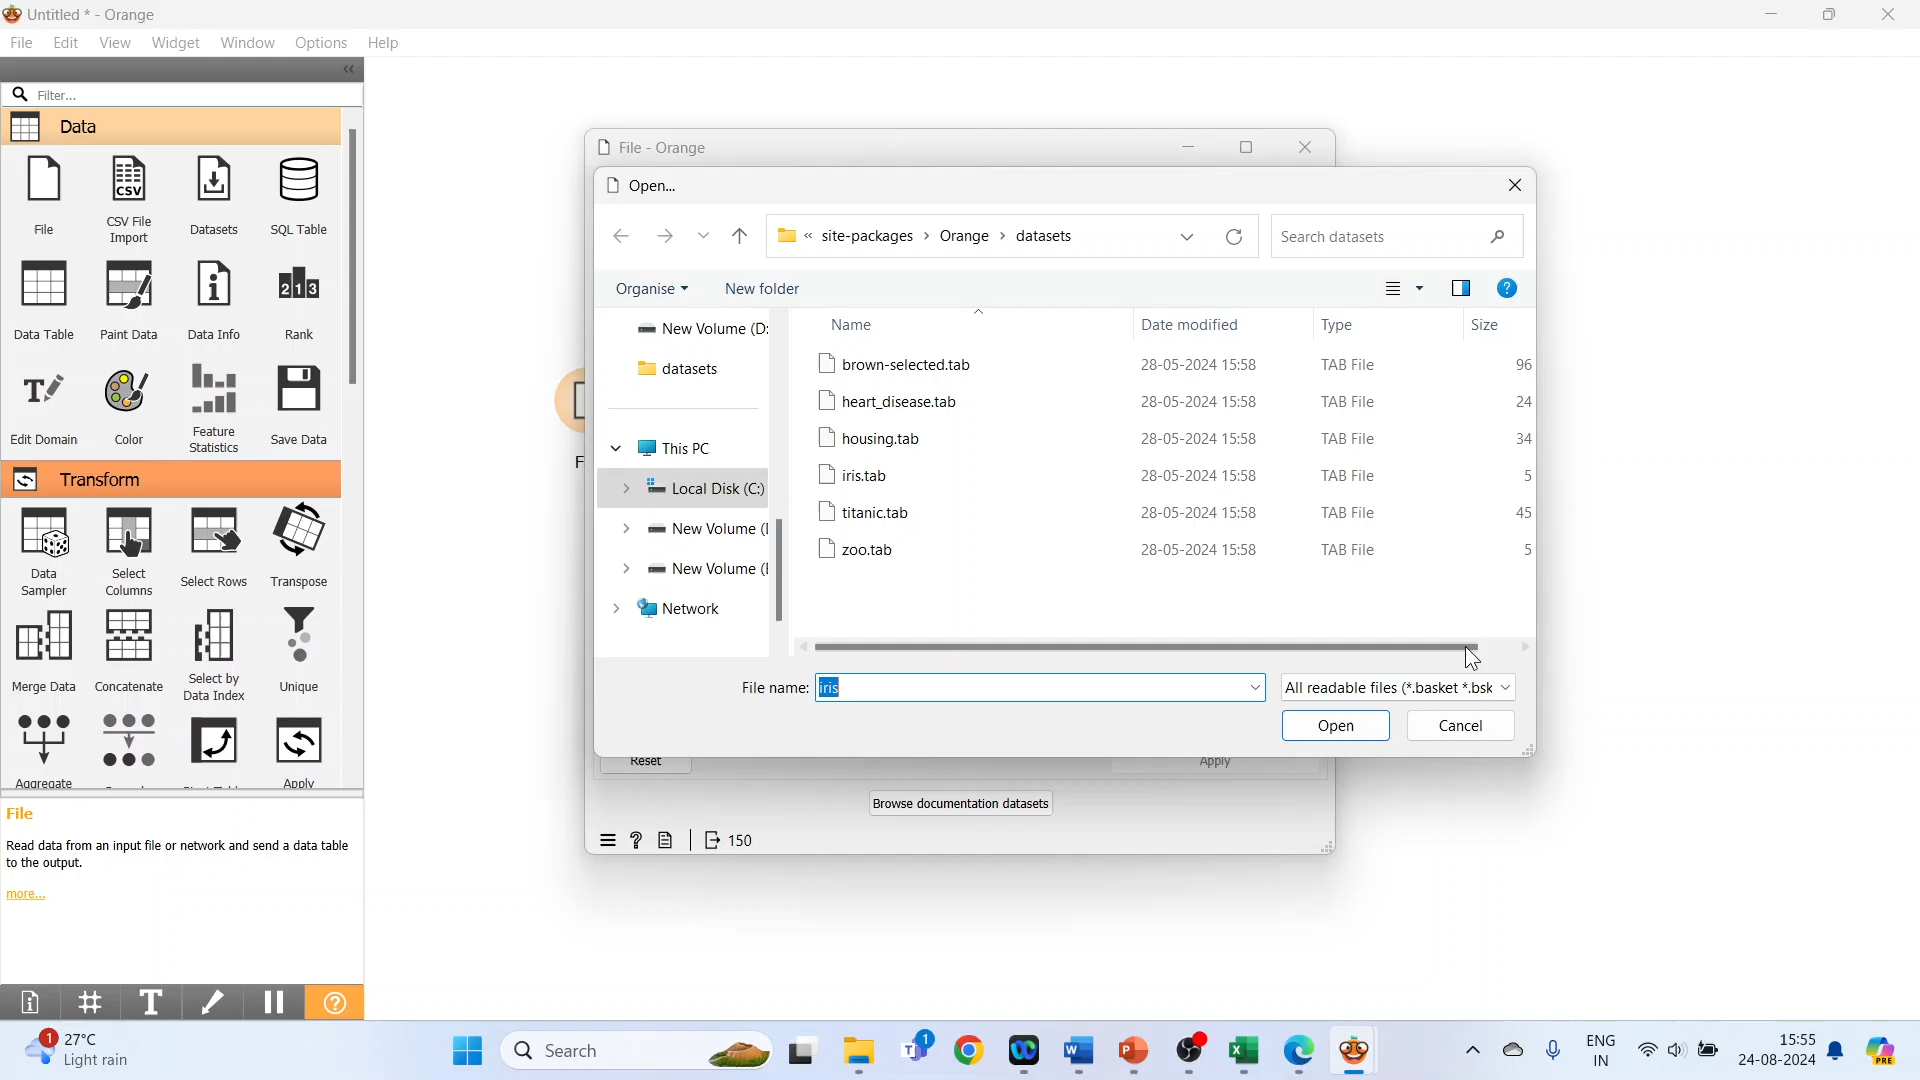 Untitled * - Orange
File Edit View Widget Window Options Help
Filter...
Data
File
CSV File Import
Datasets
SQL Table
Data Table
Paint Data
Data Info
Rank
Edit Domain
Color
Feature Statistics
Save Data
Transform
Data Sampler
Select Columns
Select Rows
Transpose
Merge Data
Concatenate
Select by Data Index
Unique
Aggregate
Apply
File
Read data from an input file or network and send a data table
to the output.
more...
File - Orange
Open...
« site-packages › Orange › datasets
Search datasets
Organise
New folder
New Volume (D:
datasets
This PC
Local Disk (C:)
New Volume (
New Volume (
Network
Name Date modified Type Size
brown-selected.tab 28-05-2024 15:58 TAB File 96
heart_disease.tab 28-05-2024 15:58 TAB File 24
housing.tab 28-05-2024 15:58 TAB File 34
iris.tab 28-05-2024 15:58 TAB File 5
titanic.tab 28-05-2024 15:58 TAB File 45
zoo.tab 28-05-2024 15:58 TAB File 5
File name: iris
All readable files (*.basket *.bsk
Open
Cancel
Reset
Apply
Browse documentation datasets
150
1
27°C
Light rain
Search
1
ENG
IN
15:55
24-08-2024
PRE